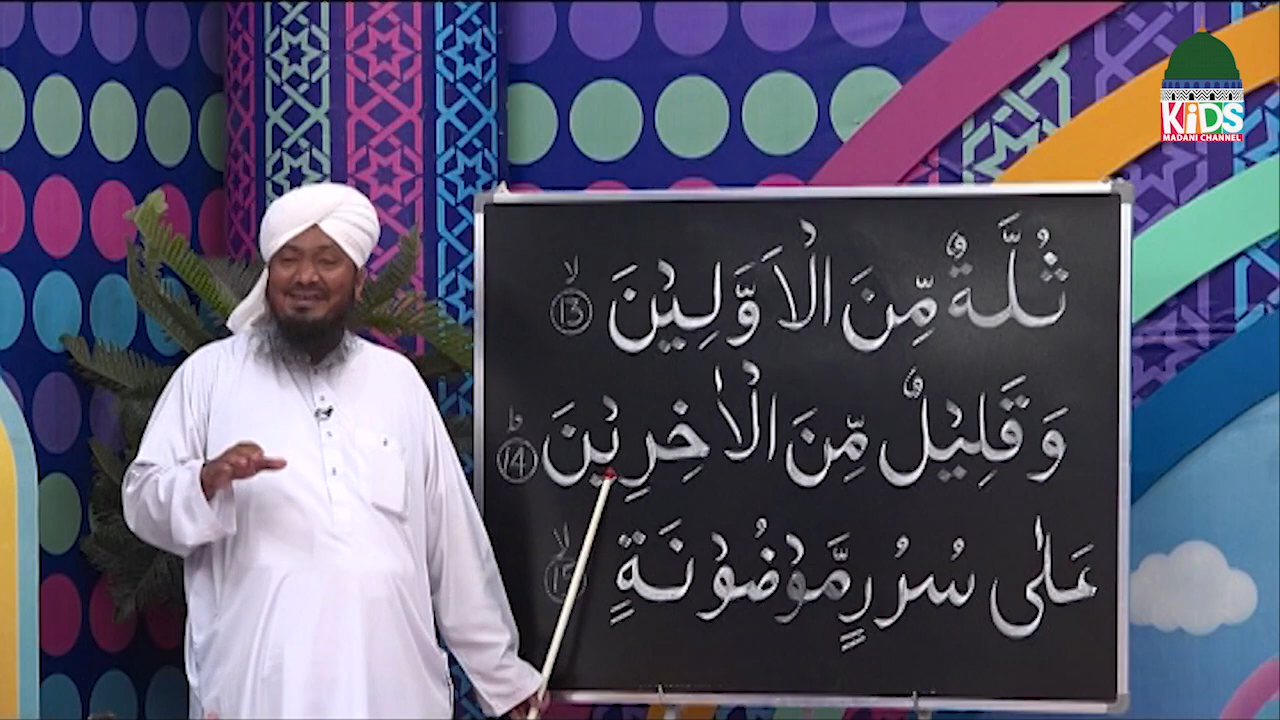 KiDS
MADANI CHANNEL
ثُلَّةٌ مِّنَ الْاَوَّلِيْنَ ۙ 13
وَ قَلِيْلٌ مِّنَ الْاٰخِرِيْنَ ؕ 14
عَلٰى سُرُرٍ مَّوْضُوْنَةٍ ۙ 15